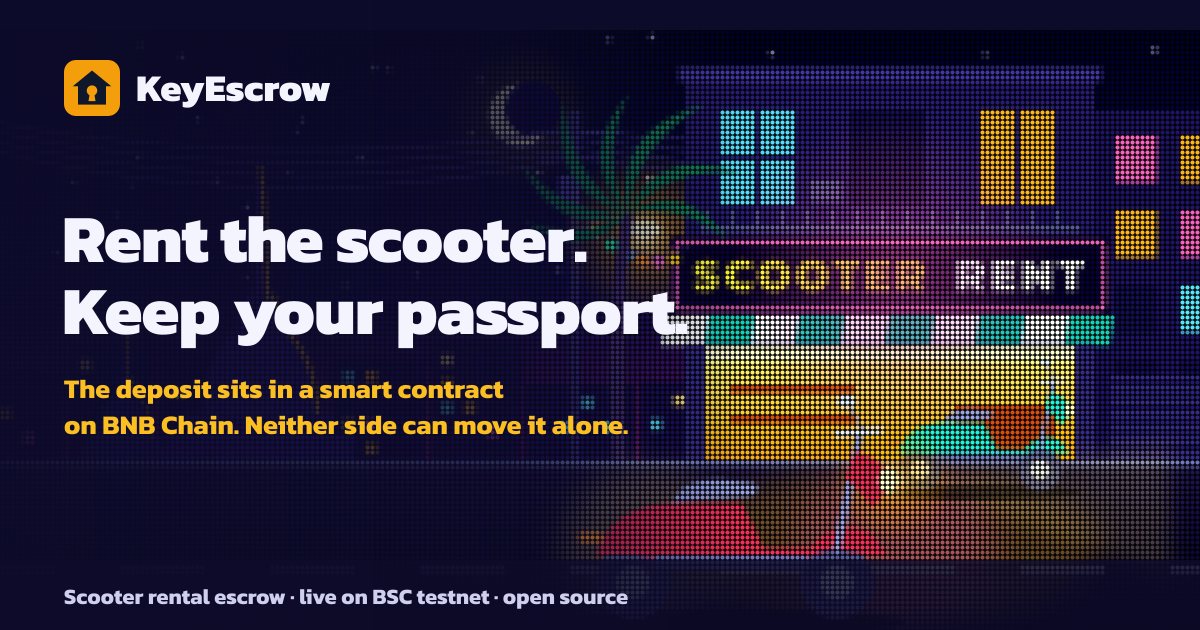 KeyEscrow
Rent the scooter.
Keep your passport.
SCOOTER RENT
The deposit sits in a smart contract
on BNB Chain. Neither side can move it alone.
Scooter rental escrow · live on BSC testnet · open source